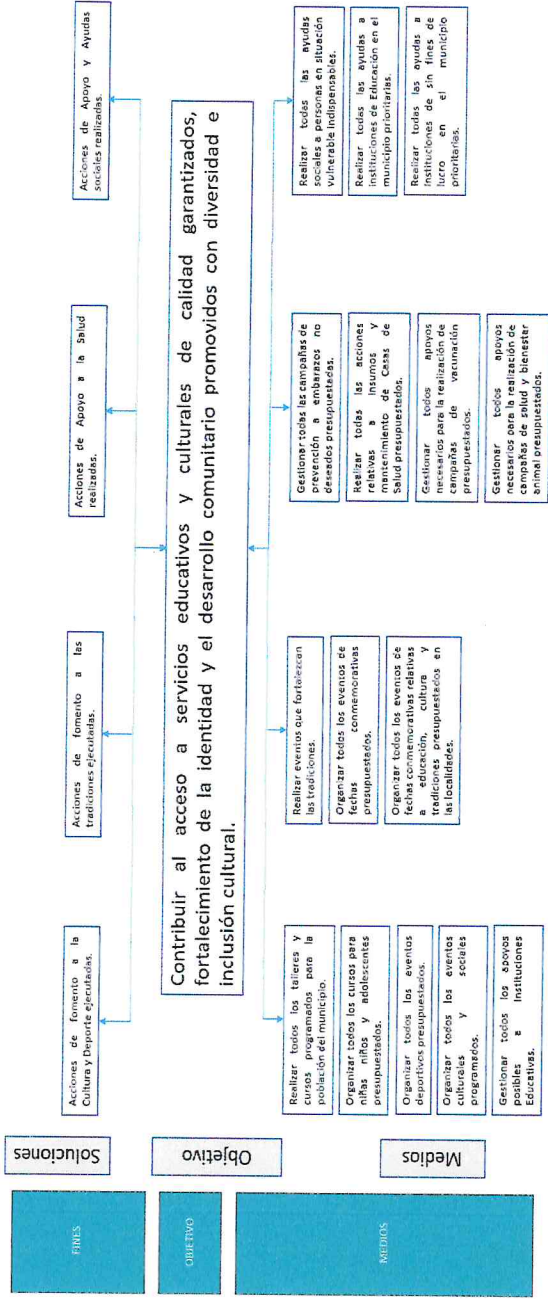 FINES
Soluciones
Acciones de fomento a la
Cultura y Deporte ejecutadas.
Acciones de fomento a las
tradiciones ejecutadas.
Acciones de Apoyo a la Salud
realizadas.
Acciones de Apoyo y Ayudas
sociales realizadas.
OBJETIVO
Objetivo
Contribuir al acceso a servicios educativos y culturales de calidad garantizados,
fortalecimiento de la identidad y el desarrollo comunitario promovidos con diversidad e
inclusión cultural.
MEDIOS
Medios
Realizar todos los talleres y
cursos programados para la
población del municipio.
Organizar todos los cursos para
niñas niños y adolescentes
presupuestados.
Organizar todos los eventos
deportivos presupuestados.
Organizar todos los eventos
culturales y sociales
programados.
Gestionar todos los apoyos
posibles a Instituciones
Educativas.
Realizar eventos que fortalezcan
las tradiciones.
Organizar todos los eventos de
fechas conmemorativas
presupuestados.
Organizar todos los eventos de
fechas conmemorativas relativas
a educación, cultura y
tradiciones presupuestados en
las localidades.
Gestionar todas las campañas de
prevención a embarazos no
deseados presupuestadas.
Realizar todas las acciones
relativas a Insumos y
mantenimiento de Casas de
Salud presupuestados.
Gestionar todos apoyos
necesarios para la realización de
campañas de vacunación
presupuestados.
Gestionar todos apoyos
necesarios para la realización de
campañas de salud y bienestar
animal presupuestados.
Realizar todas las ayudas
sociales a personas en situación
vulnerable indispensables.
Realizar todas las ayudas a
instituciones de Educación en el
municipio prioritarias.
Realizar todas las ayudas a
Instituciones de sin fines de
lucro en el municipio
prioritarias.